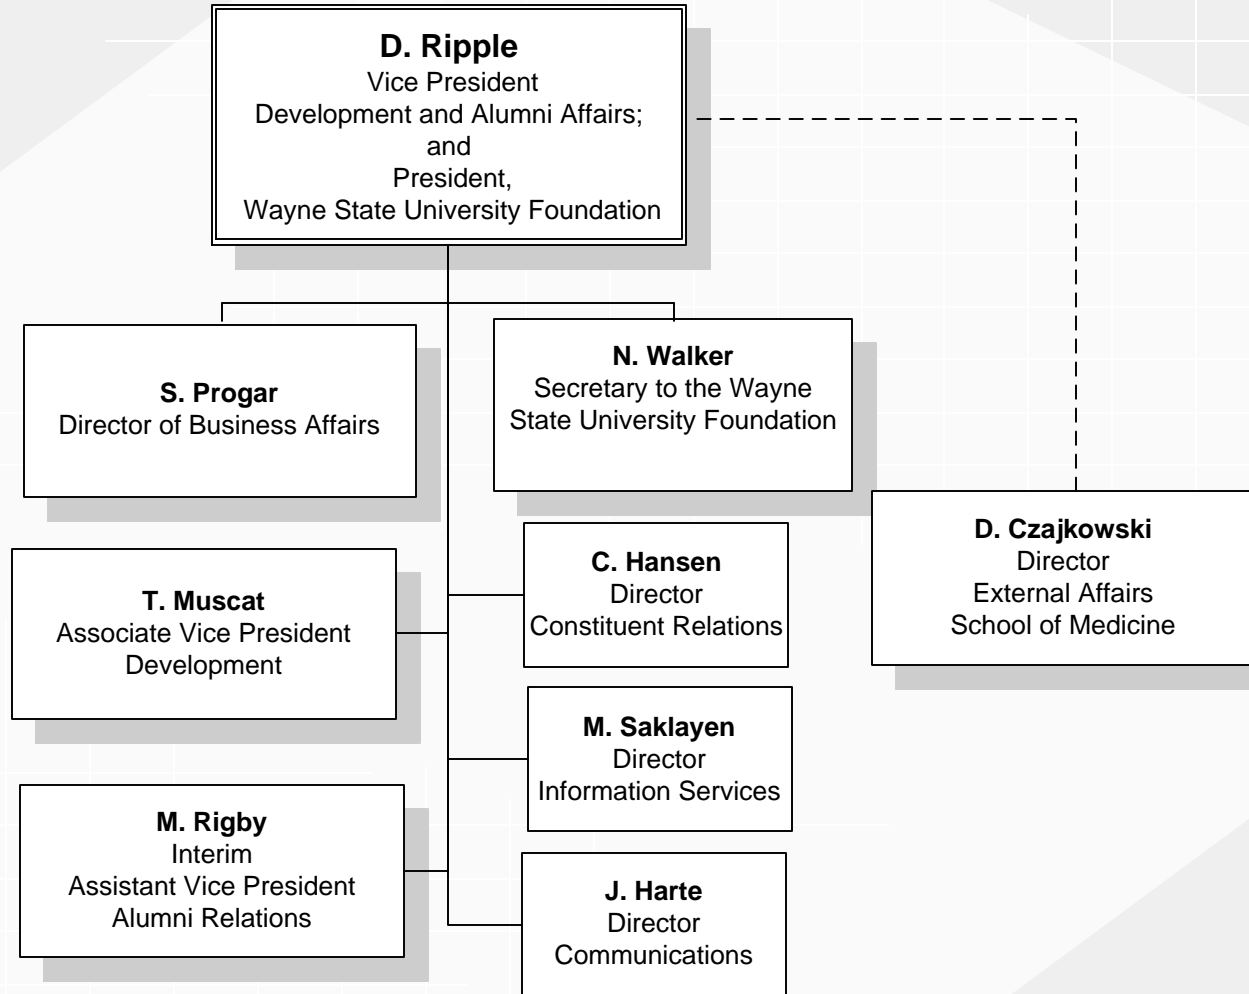 D. Ripple
Vice President
Development and Alumni Affairs;
and
President,
Wayne State University Foundation
S. Progar
Director of Business Affairs
N. Walker
Secretary to the Wayne
State University Foundation
T. Muscat
Associate Vice President
Development
C. Hansen
Director
Constituent Relations
D. Czajkowski
Director
External Affairs
School of Medicine
M. Saklayen
Director
Information Services
M. Rigby
Interim
Assistant Vice President
Alumni Relations
J. Harte
Director
Communications